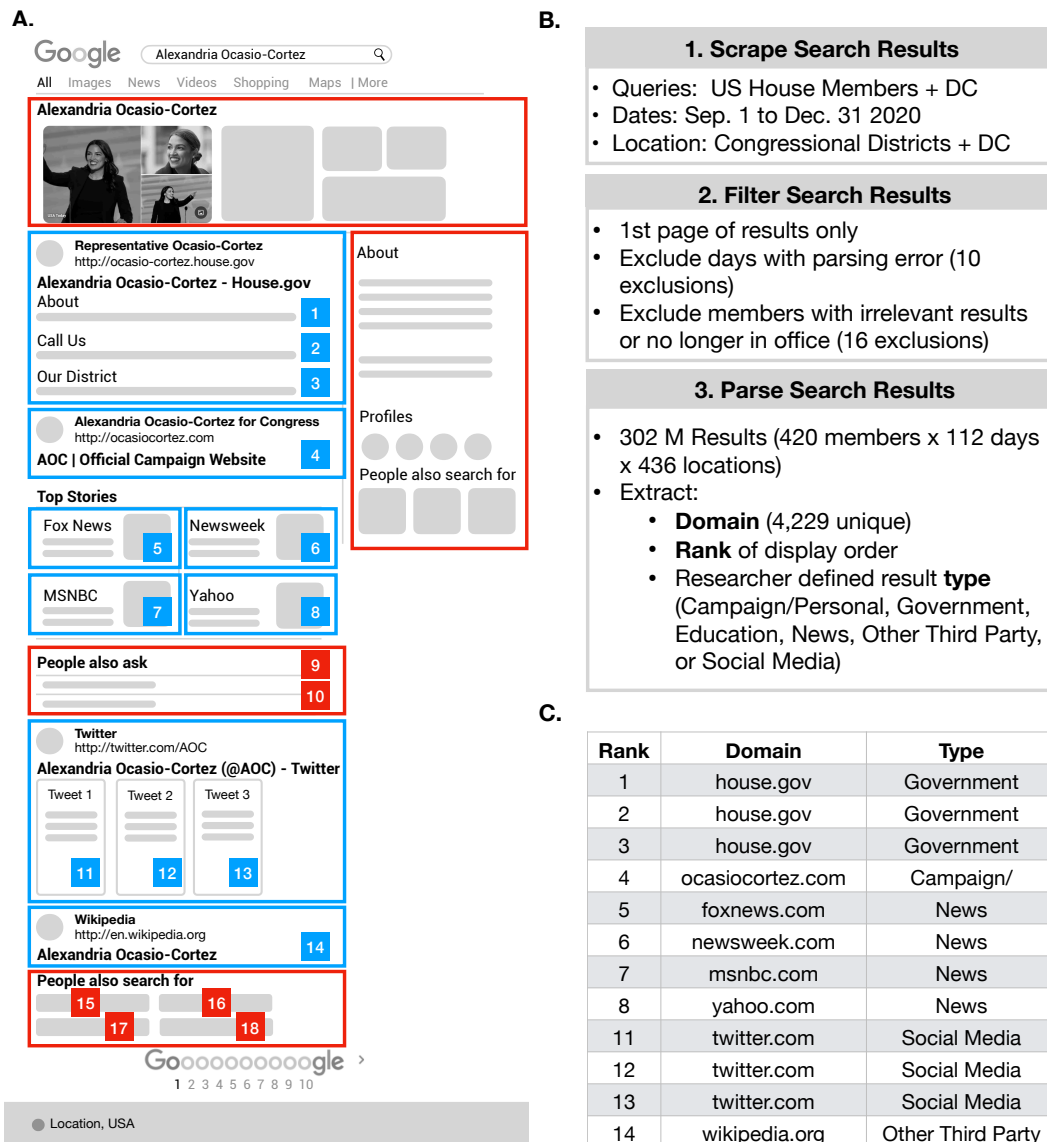 A.
Google
Alexandria Ocasio-Cortez
All Images News Videos Shopping Maps | More
Alexandria Ocasio-Cortez
USA Today
Representative Ocasio-Cortez
http://ocasio-cortez.house.gov
Alexandria Ocasio-Cortez - House.gov
About
1
Call Us
2
Our District
3
Alexandria Ocasio-Cortez for Congress
http://ocasiocortez.com
AOC | Official Campaign Website
4
About
Profiles
People also search for
Top Stories
Fox News
5
Newsweek
6
MSNBC
7
Yahoo
8
People also ask
9
10
Twitter
http://twitter.com/AOC
Alexandria Ocasio-Cortez (@AOC) - Twitter
Tweet 1 Tweet 2 Tweet 3
11 12 13
Wikipedia
http://en.wikipedia.org
Alexandria Ocasio-Cortez
14
People also search for
15 16
17 18
Goooooooooogle >
1 2 3 4 5 6 7 8 9 10
Location, USA
B.
1. Scrape Search Results
• Queries: US House Members + DC
• Dates: Sep. 1 to Dec. 31 2020
• Location: Congressional Districts + DC
2. Filter Search Results
• 1st page of results only
• Exclude days with parsing error (10
exclusions)
• Exclude members with irrelevant results
or no longer in office (16 exclusions)
3. Parse Search Results
• 302 M Results (420 members x 112 days
x 436 locations)
• Extract:
• Domain (4,229 unique)
• Rank of display order
• Researcher defined result type
(Campaign/Personal, Government,
Education, News, Other Third Party,
or Social Media)
C.
Rank Domain Type
1 house.gov Government
2 house.gov Government
3 house.gov Government
4 ocasiocortez.com Campaign/
5 foxnews.com News
6 newsweek.com News
7 msnbc.com News
8 yahoo.com News
11 twitter.com Social Media
12 twitter.com Social Media
13 twitter.com Social Media
14 wikipedia.org Other Third Party